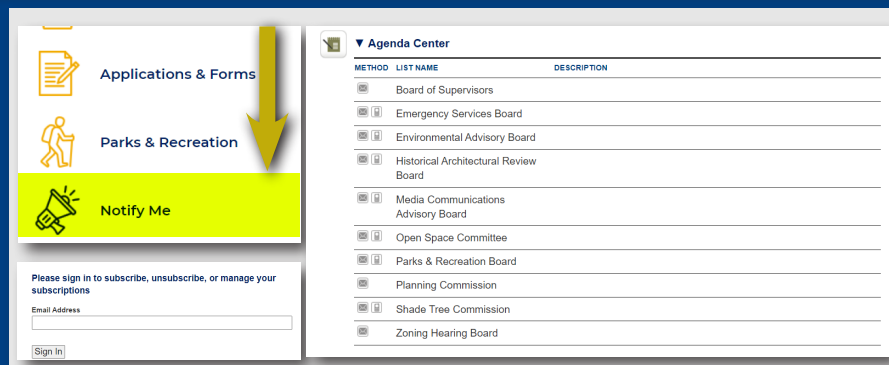 Applications & Forms
Parks & Recreation
Notify Me
Please sign in to subscribe, unsubscribe, or manage your
subscriptions
Email Address
Sign In
▼ Agenda Center
METHOD LIST NAME DESCRIPTION
Board of Supervisors
Emergency Services Board
Environmental Advisory Board
Historical Architectural Review
Board
Media Communications
Advisory Board
Open Space Committee
Parks & Recreation Board
Planning Commission
Shade Tree Commission
Zoning Hearing Board